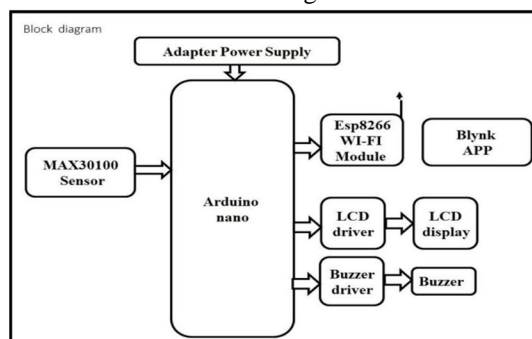 Block diagram
Adapter Power Supply
MAX30100
Sensor
Arduino
nano
Esp8266
WI-FI
Module
Blynk
APP
LCD
driver
LCD
display
Buzzer
driver
Buzzer